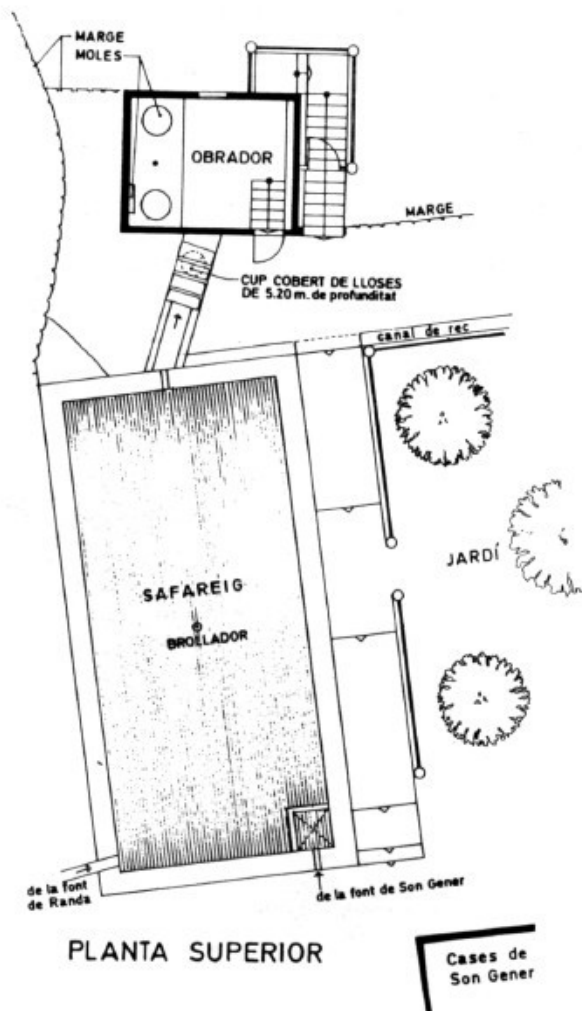 MARGE
MOLES
OBRADOR
MARGE
CUP COBERT DE LLOSES
DE 5.20 m. de profunditat
canal de rec
JARDÍ
SAFAREIG
BROLLADOR
de la font
de Randa
de la font de Son Gener
PLANTA SUPERIOR
Cases de
Son Gener